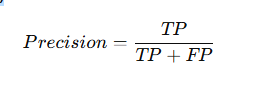 Precision = TP / TP + FP